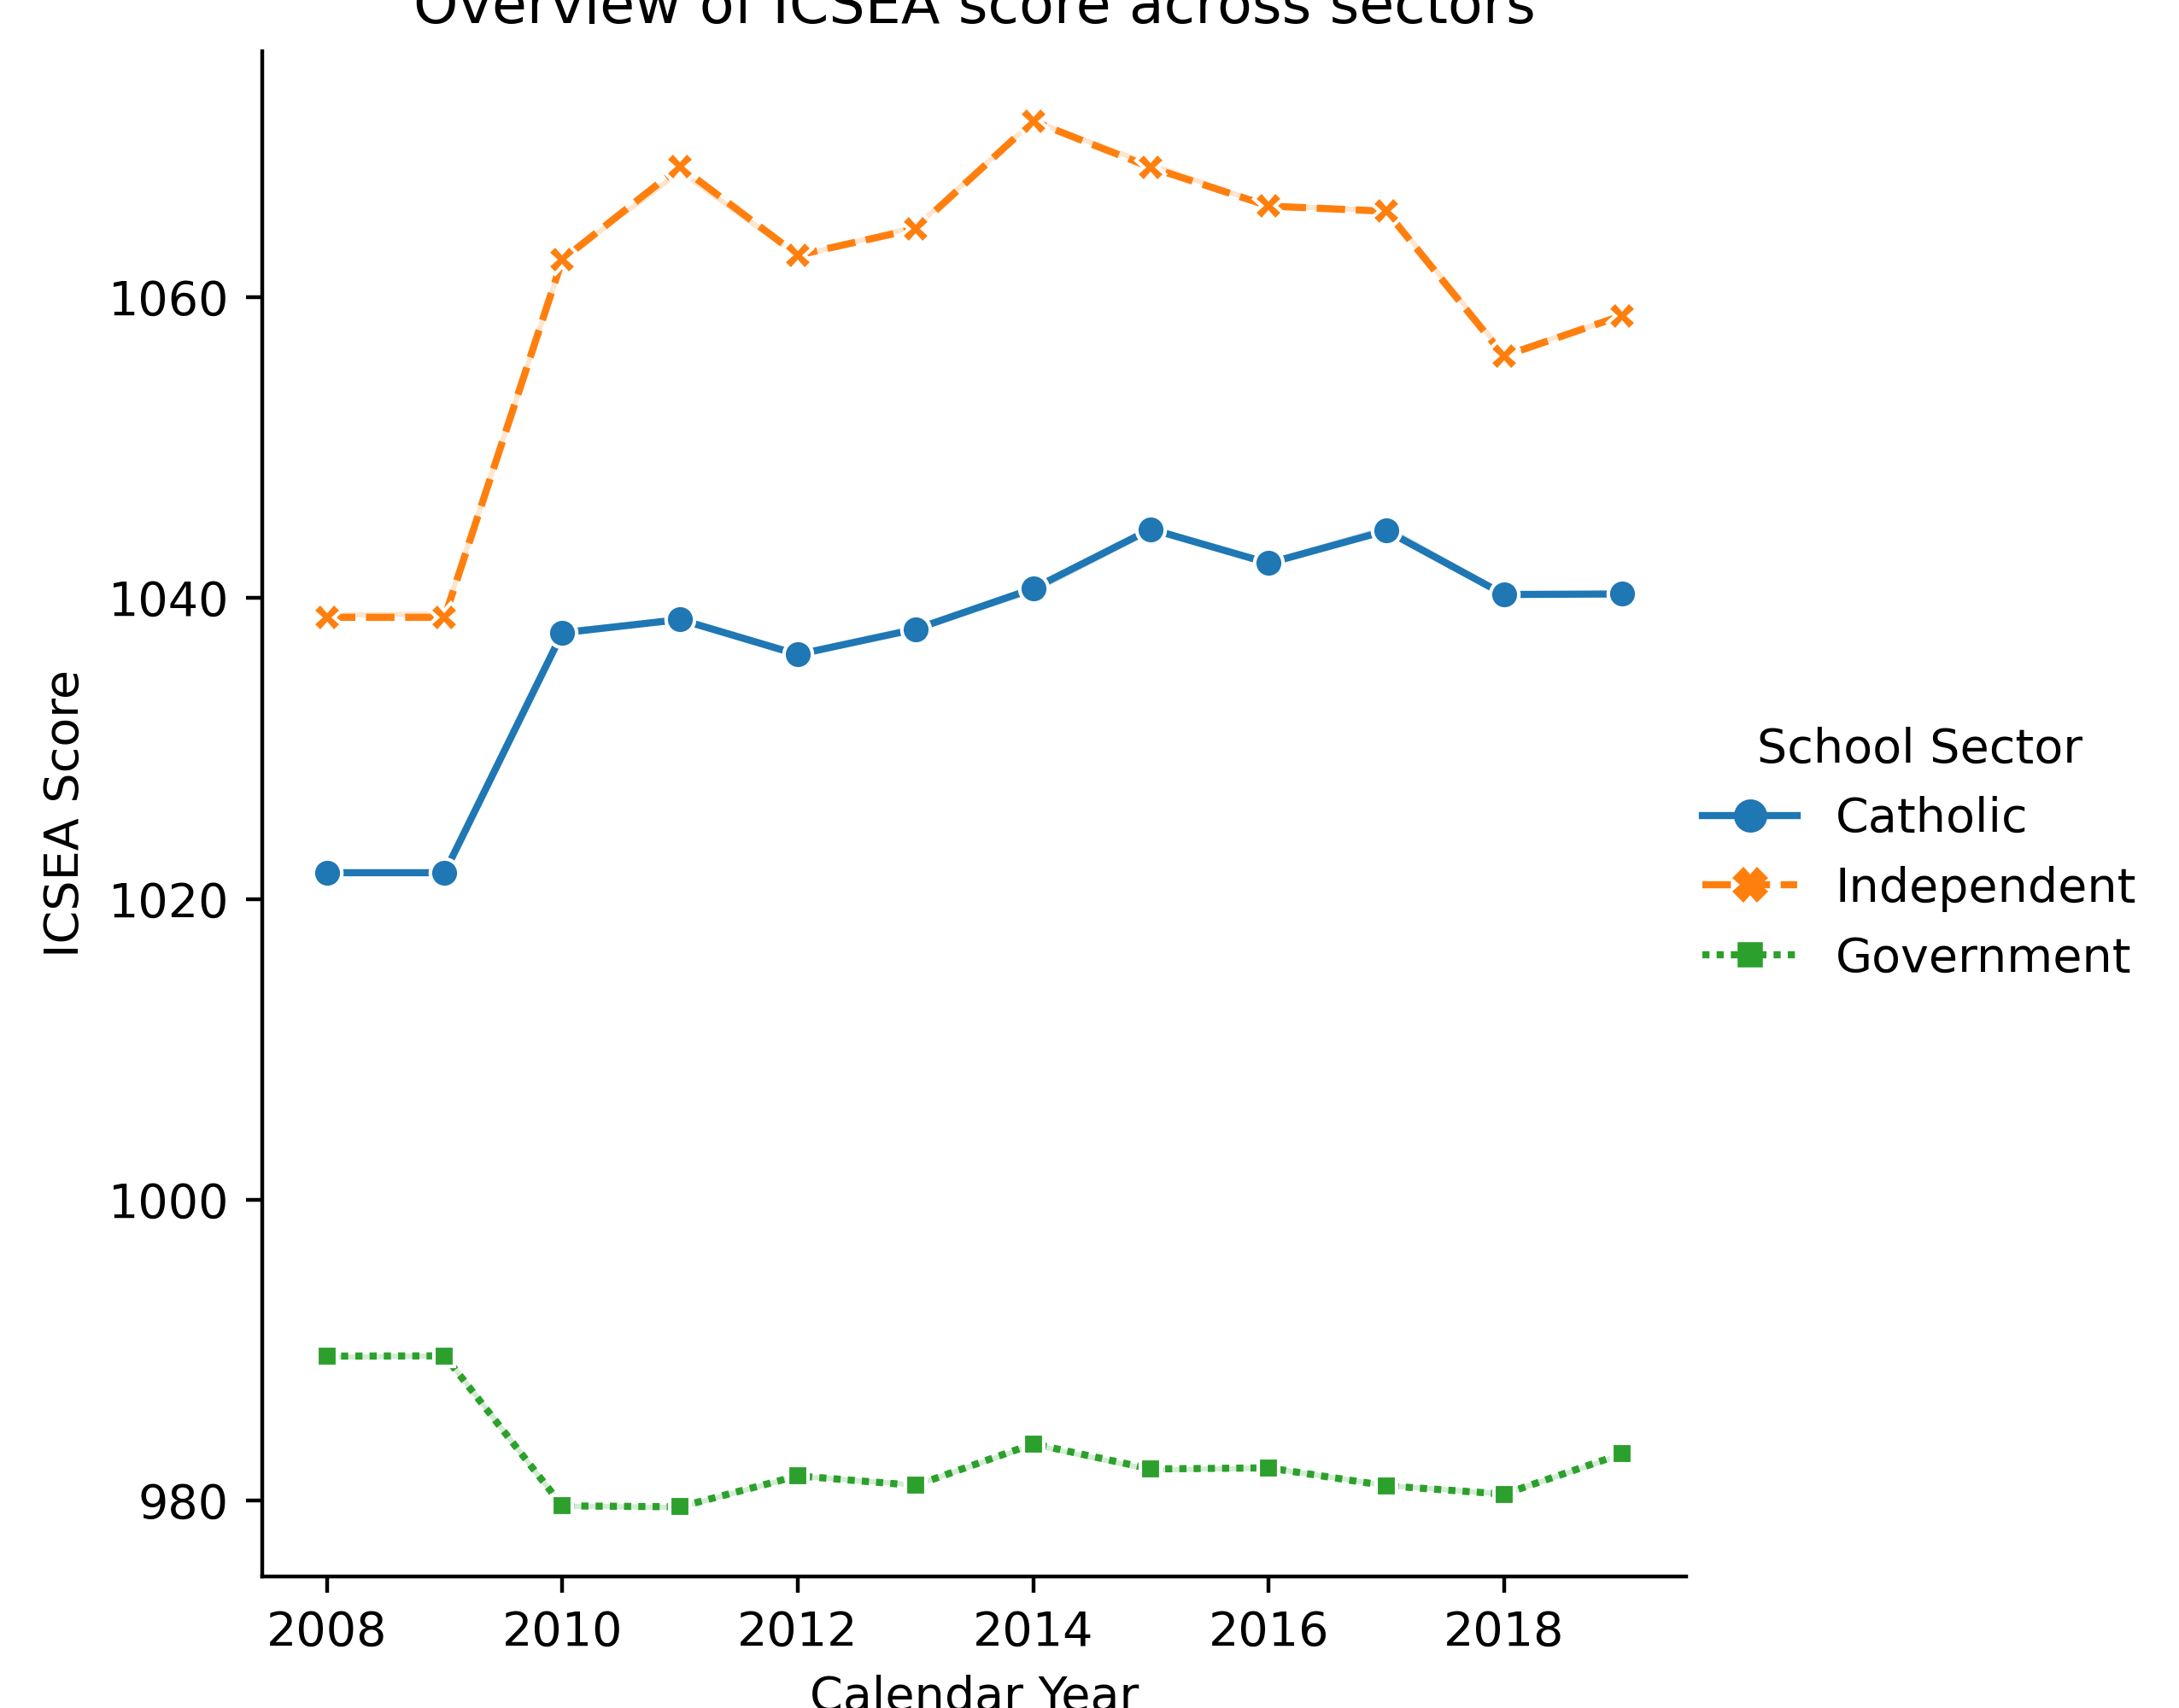 Overview of ICSEA score across sectors
1060
1040
1020
1000
980
ICSEA Score
2008 2010 2012 2014 2016 2018
Calendar Year
School Sector
Catholic
Independent
Government